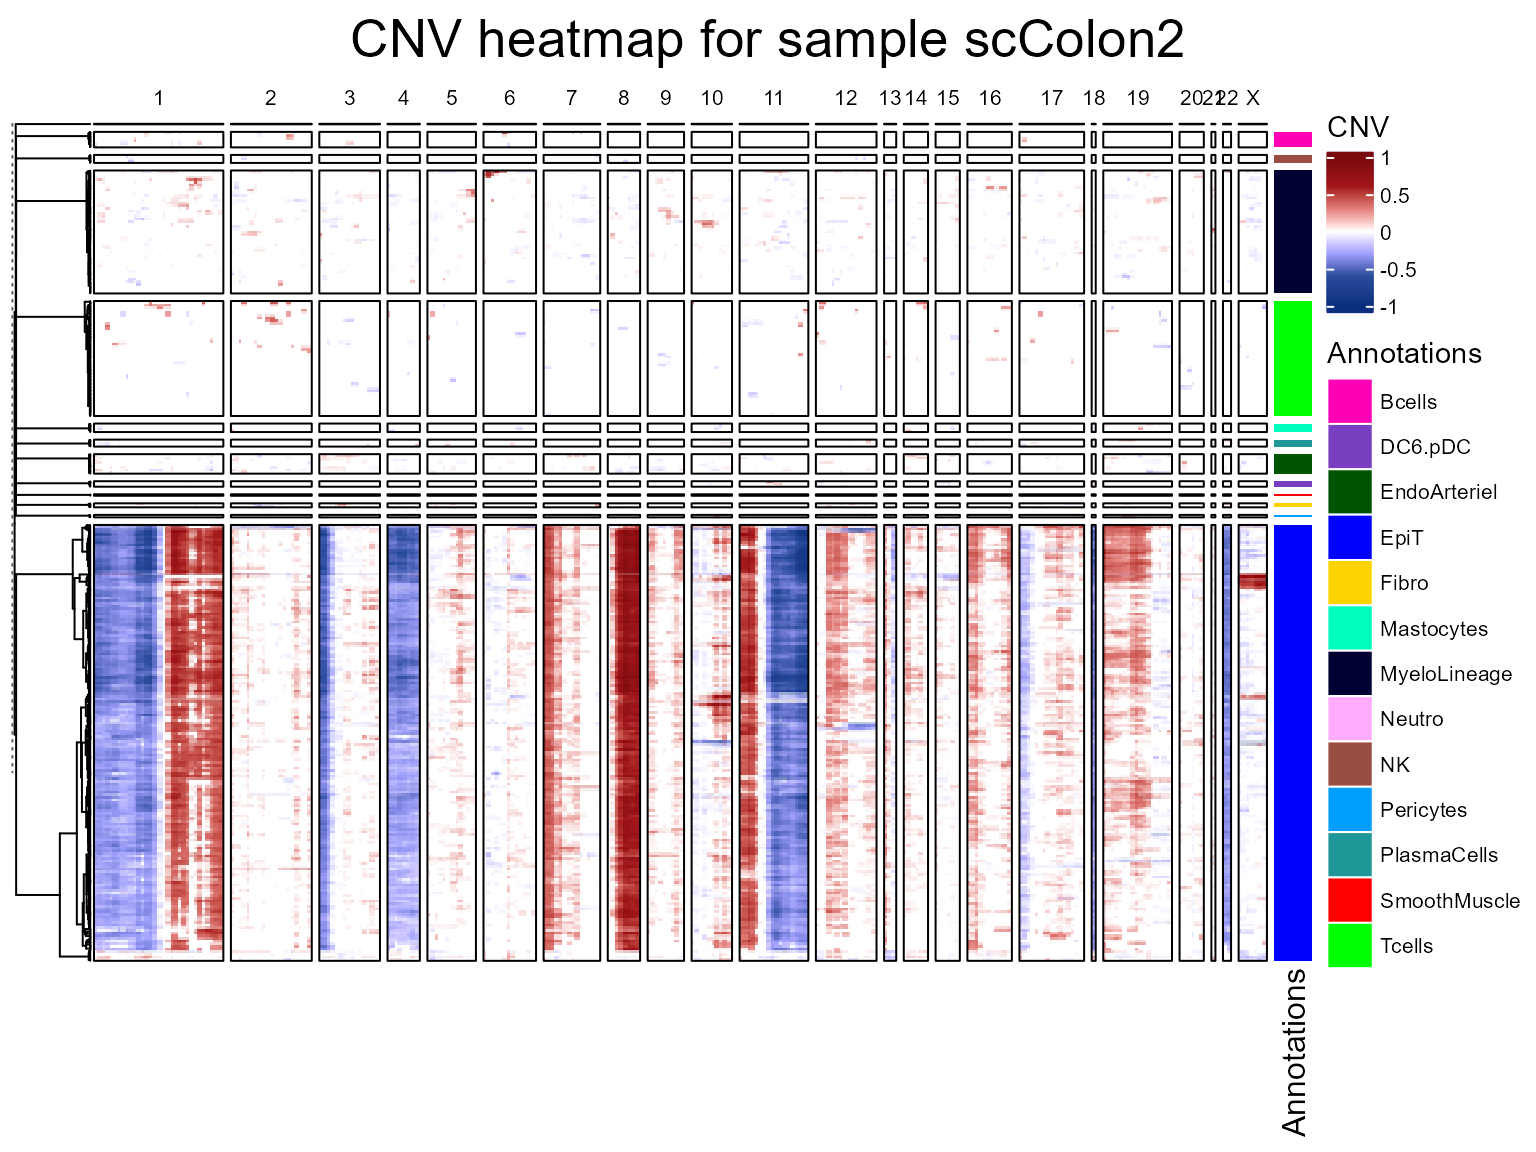 CNV heatmap for sample scColon2
1 2 3 4 5 6 7 8 9 10 11 12 13 14 15 16 17 18 19 20 21 22 X
CNV
1
0.5
0
-0.5
-1
Annotations
Bcells
DC6.pDC
EndoArteriel
EpiT
Fibro
Mastocytes
MyeloLineage
Neutro
NK
Pericytes
PlasmaCells
SmoothMuscle
Tcells
Annotations